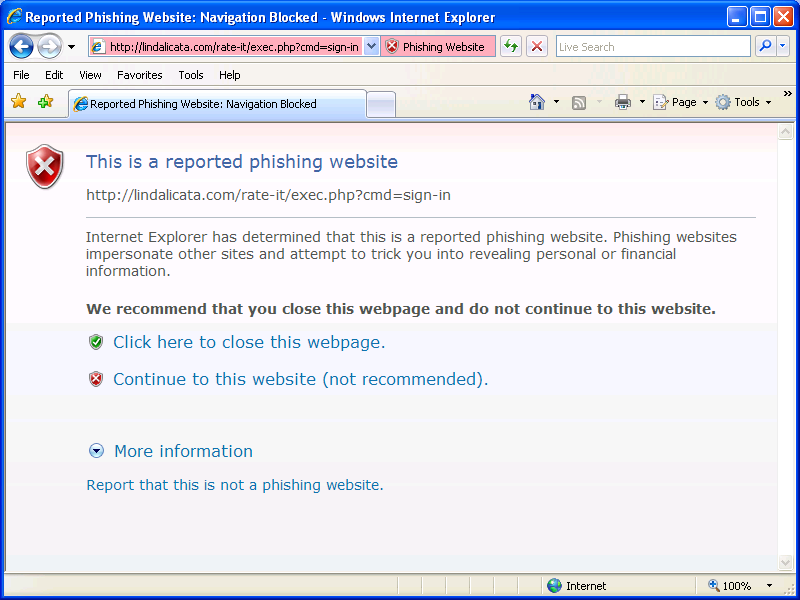 Reported Phishing Website: Navigation Blocked - Windows Internet Explorer
http://lindalicata.com/rate-it/exec.php?cmd=sign-in Phishing Website Live Search
File Edit View Favorites Tools Help
Reported Phishing Website: Navigation Blocked Page Tools »
This is a reported phishing website
http://lindalicata.com/rate-it/exec.php?cmd=sign-in
Internet Explorer has determined that this is a reported phishing website. Phishing websites
impersonate other sites and attempt to trick you into revealing personal or financial
information.
We recommend that you close this webpage and do not continue to this website.
Click here to close this webpage.
Continue to this website (not recommended).
More information
Report that this is not a phishing website.
Internet 100%